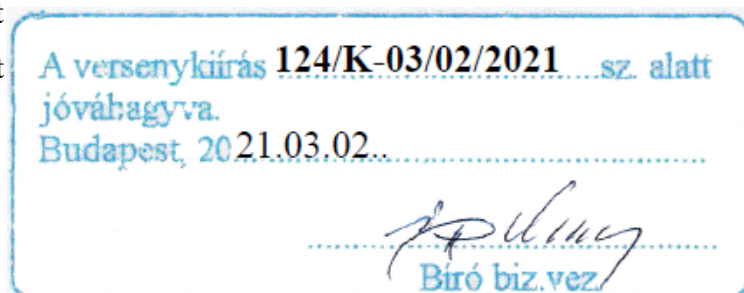 t
t
A versenykiírás 124/K-03/02/2021.....sz. alatt
jóváhagyva.
Budapest, 2021.03.02..
Bíró biz.vez.